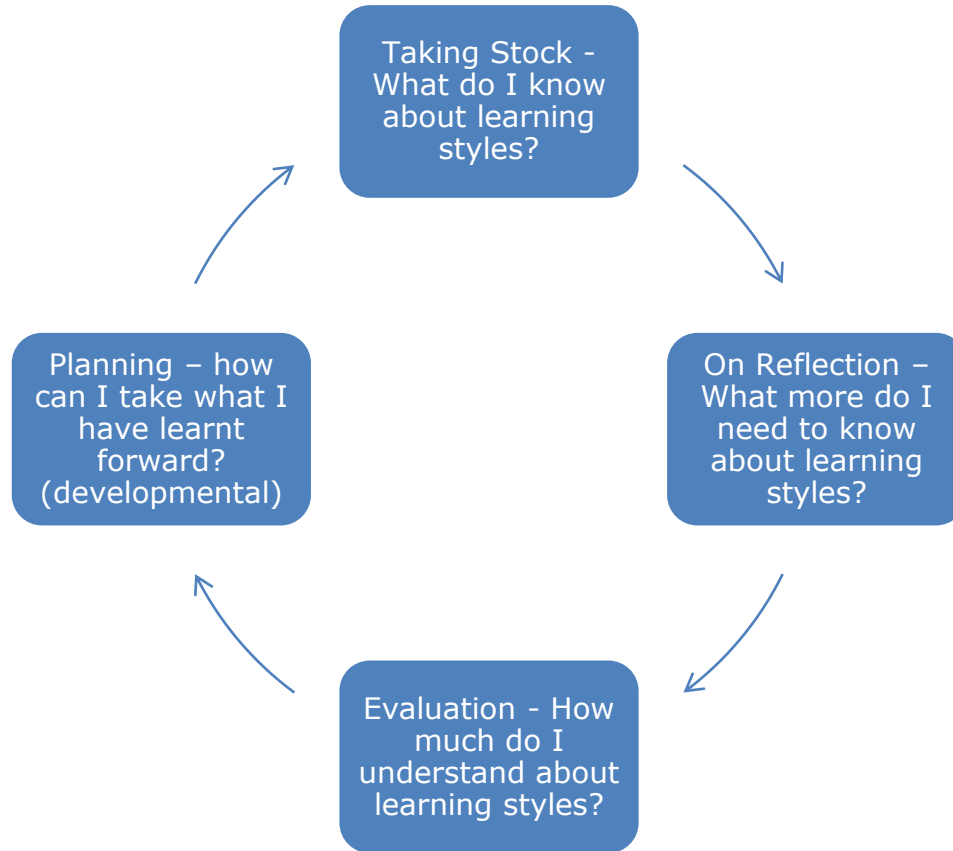 Taking Stock -
What do I know
about learning
styles?
On Reflection –
What more do I
need to know
about learning
styles?
Evaluation - How
much do I
understand about
learning styles?
Planning – how
can I take what I
have learnt
forward?
(developmental)